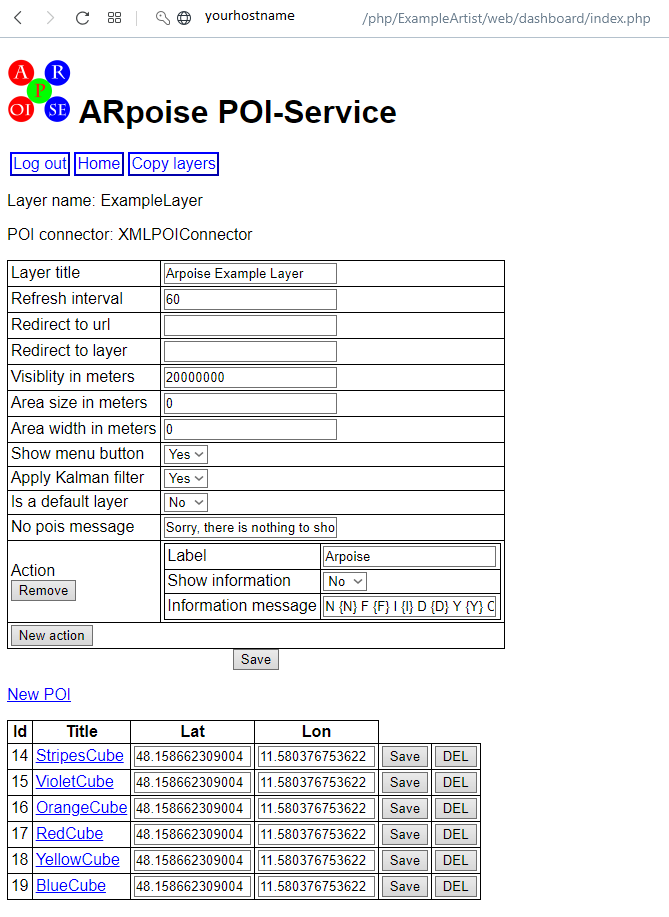 yourhostname /php/ExampleArtist/web/dashboard/index.php
A R P OI SE
ARpoise POI-Service
Log out Home Copy layers
Layer name: ExampleLayer
POI connector: XMLPOIConnector
Layer title Arpoise Example Layer
Refresh interval 60
Redirect to url
Redirect to layer
Visiblity in meters 20000000
Area size in meters 0
Area width in meters 0
Show menu button Yes
Apply Kalman filter Yes
Is a default layer No
No pois message Sorry, there is nothing to sho
Action
Remove
Label Arpoise
Show information No
Information message N {N} F {F} I {I} D {D} Y {Y} C
New action
Save
New POI
Id Title Lat Lon
14 StripesCube 48.158662309004 11.580376753622 Save DEL
15 VioletCube 48.158662309004 11.580376753622 Save DEL
16 OrangeCube 48.158662309004 11.580376753622 Save DEL
17 RedCube 48.158662309004 11.580376753622 Save DEL
18 YellowCube 48.158662309004 11.580376753622 Save DEL
19 BlueCube 48.158662309004 11.580376753622 Save DEL